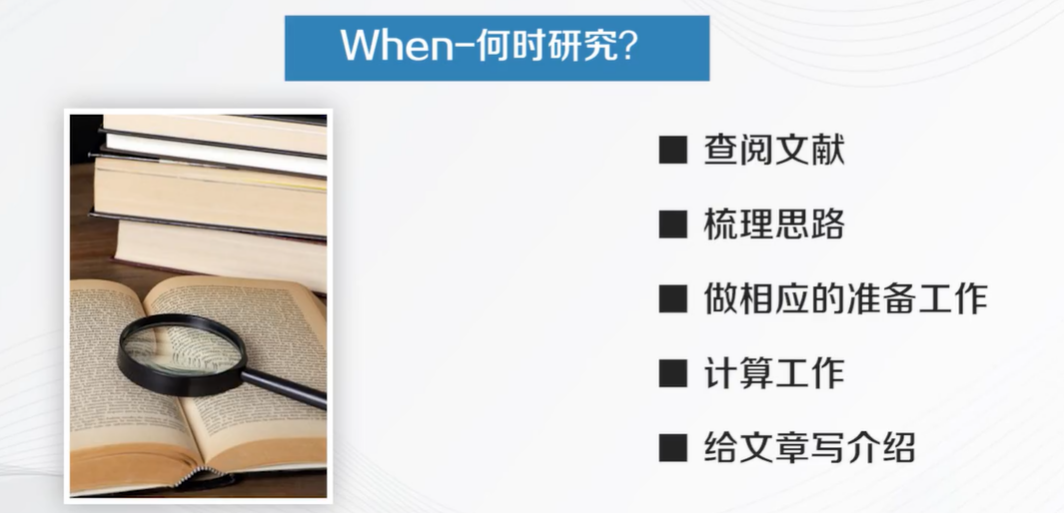 When-何时研究?
■ 查阅文献
■ 梳理思路
■ 做相应的准备工作
■ 计算工作
■ 给文章写介绍